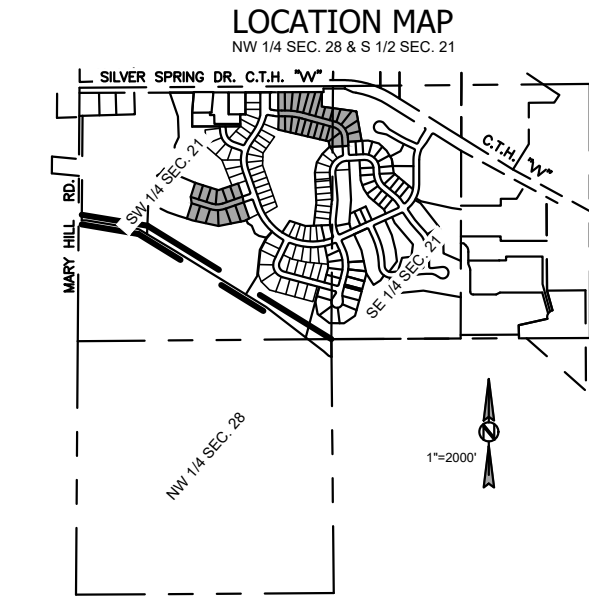 LOCATION MAP
NW 1/4 SEC. 28 & S 1/2 SEC. 21
SILVER SPRING DR. C.T.H. "W"
C.T.H. "W"
SW 1/4 SEC. 21
MARY HILL RD.
SE 1/4 SEC. 21
NW 1/4 SEC. 28
N
1"=2000'